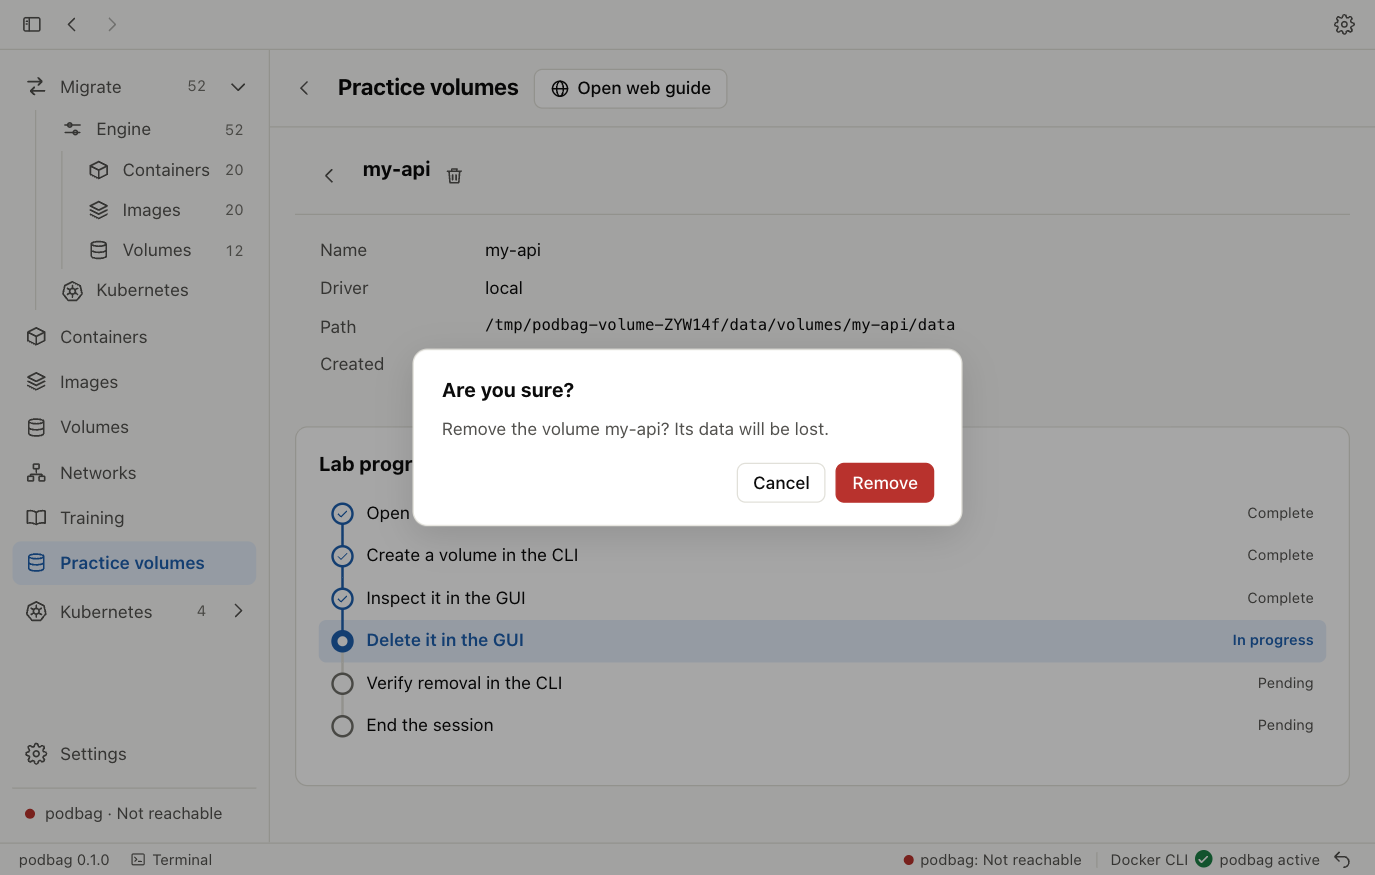 Migrate 52
Engine 52
Containers 20
Images 20
Volumes 12
Kubernetes
Containers
Images
Volumes
Networks
Training
Practice volumes
Kubernetes 4
Settings
podbag · Not reachable
Practice volumes
Open web guide
my-api
Name my-api
Driver local
Path /tmp/podbag-volume-ZYW14f/data/volumes/my-api/data
Created
Are you sure?
Remove the volume my-api? Its data will be lost.
Cancel Remove
Lab progr
Open Complete
Create a volume in the CLI Complete
Inspect it in the GUI Complete
Delete it in the GUI In progress
Verify removal in the CLI Pending
End the session Pending
podbag 0.1.0 Terminal podbag: Not reachable Docker CLI podbag active